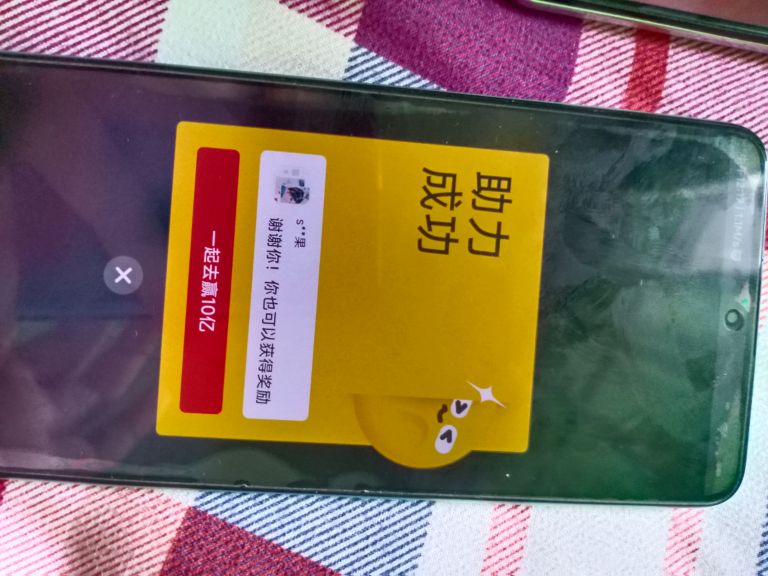 助力
成功
s**果
谢谢你！你也可以获得奖励
一起去赢10亿